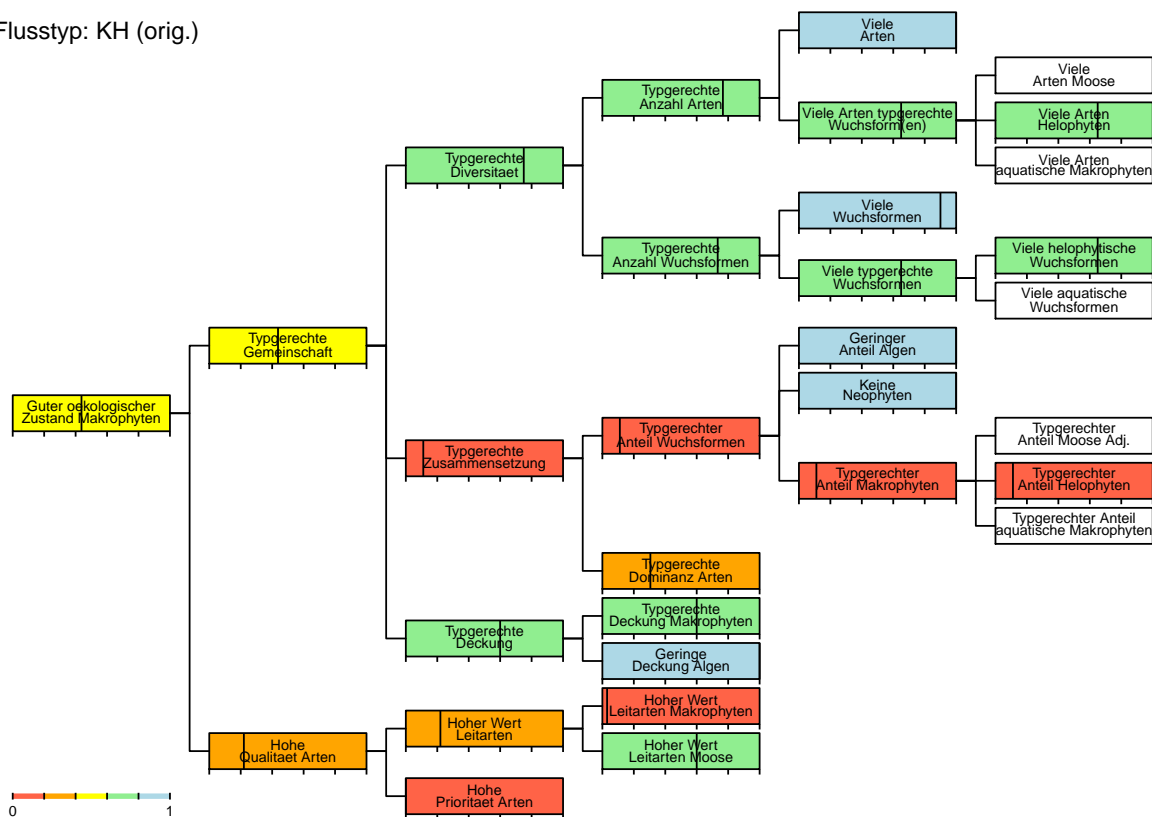 Flusstyp: KH (orig.)
Viele
Arten
Viele
Arten Moose
Typgerechte
Anzahl Arten
Viele Arten typgerechte
Wuchsform(en)
Viele Arten
Helophyten
Typgerechte
Diversitaet
Viele Arten
aquatische Makrophyten
Viele
Wuchsformen
Typgerechte
Anzahl Wuchsformen
Viele helophytische
Wuchsformen
Viele typgerechte
Wuchsformen
Viele aquatische
Wuchsformen
Typgerechte
Gemeinschaft
Geringer
Anteil Algen
Keine
Neophyten
Guter oekologischer
Zustand Makrophyten
Typgerechter
Anteil Wuchsformen
Typgerechter
Anteil Moose Adj.
Typgerechte
Zusammensetzung
Typgerechter
Anteil Makrophyten
Typgerechter
Anteil Helophyten
Typgerechter Anteil
aquatische Makrophyten
Typgerechte
Dominanz Arten
Typgerechte
Deckung Makrophyten
Typgerechte
Deckung
Geringe
Deckung Algen
Hoher Wert
Leitarten Makrophyten
Hoher Wert
Leitarten
Hohe
Qualitaet Arten
Hoher Wert
Leitarten Moose
Hohe
Prioritaet Arten
0
1